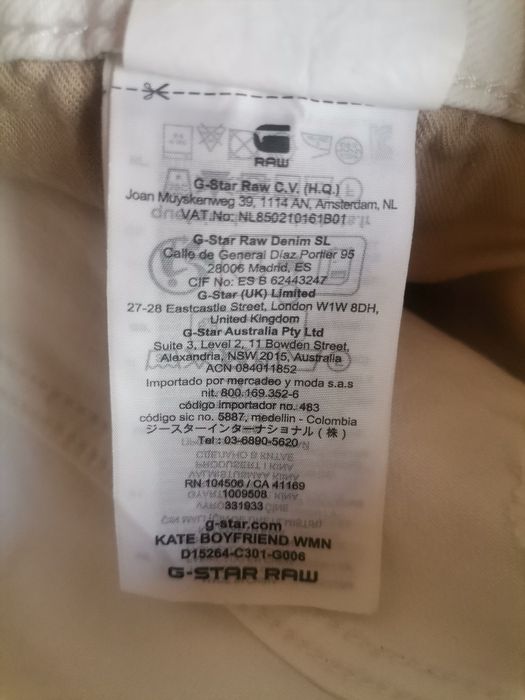 RAW
G-Star Raw C.V. (H.Q.)
Joan Muyskenweg 39, 1114 AN, Amsterdam, NL
VAT.No: NL850210161B01
G-Star Raw Denim SL
Calle de General Díaz Porlier 95
28006 Madrid, ES
CIF No: ES B 62443247
G-Star (UK) Limited
27-28 Eastcastle Street, London W1W 8DH,
United Kingdom
G-Star Australia Pty Ltd
Suite 3, Level 2, 11 Bowden Street,
Alexandria, NSW 2015, Australia
ACN 084011852
Importado por mercadeo y moda s.a.s
nit. 800.169.352-6
código importador no. 483
código sic no. 5887, medellin - Colombia
ジースターインターナショナル（株）
Tel : 03-6890-5620
RN 104506 / CA 41169
1009508
331933
g-star.com
KATE BOYFRIEND WMN
D15264-C301-G006
G-STAR RAW